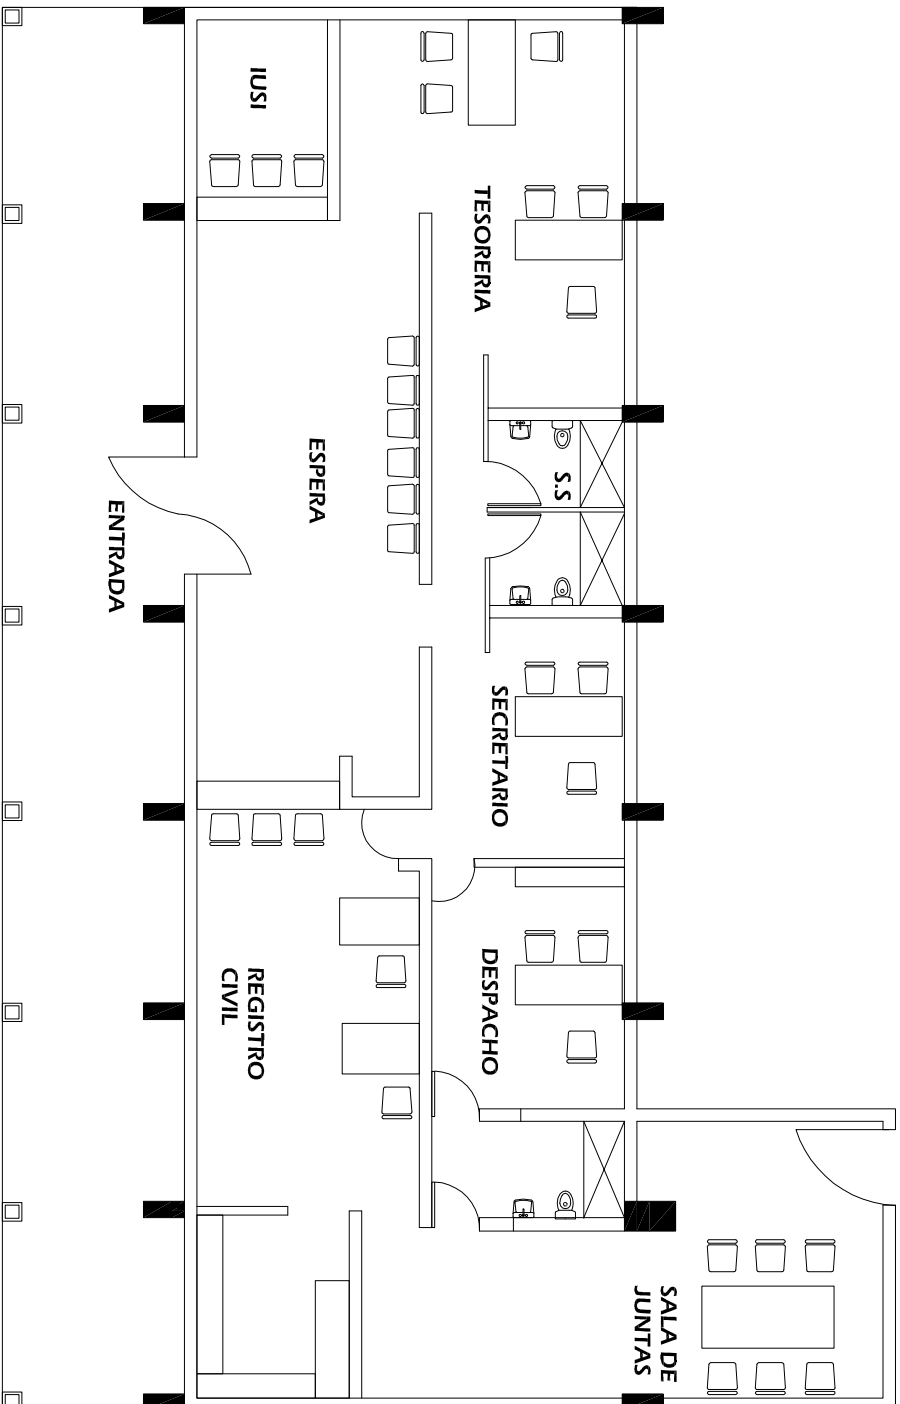 IUSI
TESORERIA
ESPERA
S.S
ENTRADA
SECRETARIO
REGISTRO
CIVIL
DESPACHO
SALA DE
JUNTAS